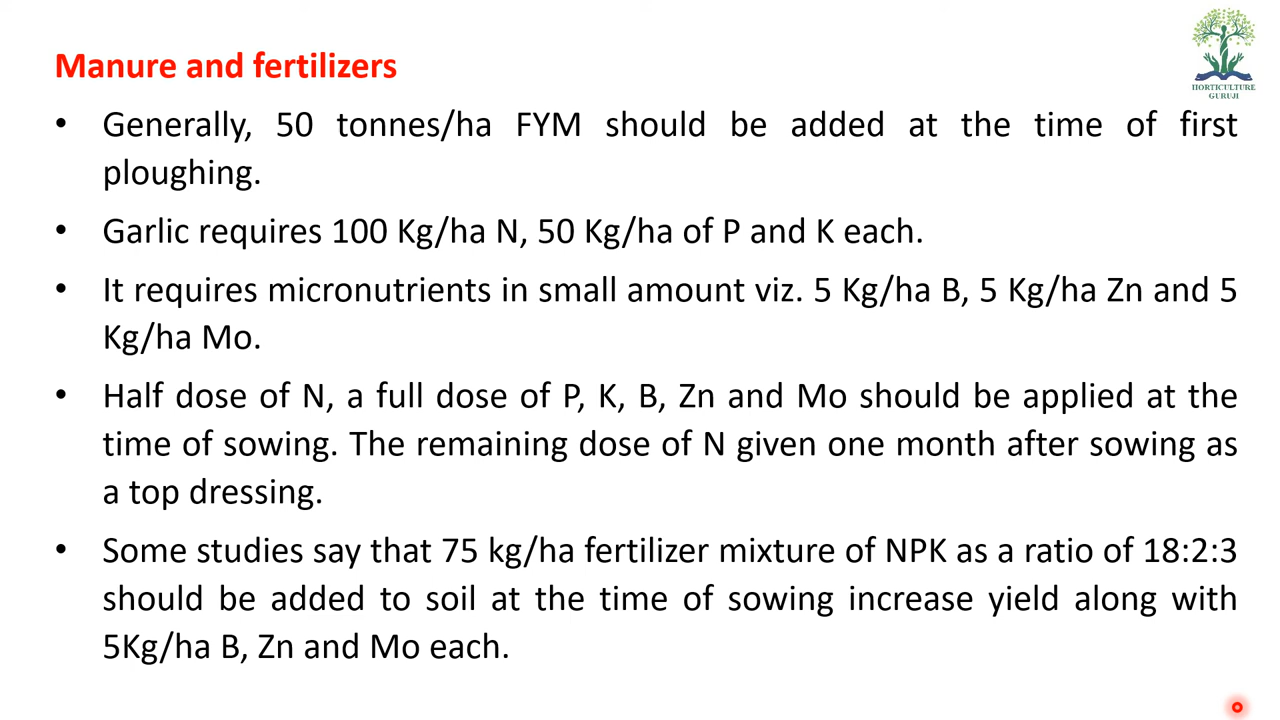 HORTICULTURE
GURUJI
Manure and fertilizers
• Generally, 50 tonnes/ha FYM should be added at the time of first
ploughing.
• Garlic requires 100 Kg/ha N, 50 Kg/ha of P and K each.
• It requires micronutrients in small amount viz. 5 Kg/ha B, 5 Kg/ha Zn and 5
Kg/ha Mo.
• Half dose of N, a full dose of P, K, B, Zn and Mo should be applied at the
time of sowing. The remaining dose of N given one month after sowing as
a top dressing.
• Some studies say that 75 kg/ha fertilizer mixture of NPK as a ratio of 18:2:3
should be added to soil at the time of sowing increase yield along with
5Kg/ha B, Zn and Mo each.